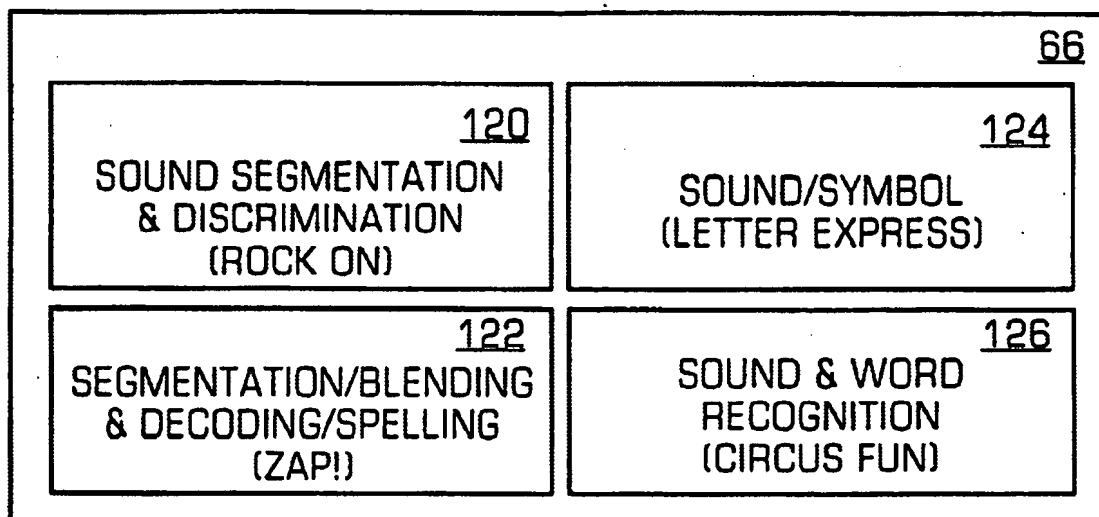 66
120
SOUND SEGMENTATION
& DISCRIMINATION
(ROCK ON)
124
SOUND/SYMBOL
(LETTER EXPRESS)
122
SEGMENTATION/BLENDING
& DECODING/SPELLING
(ZAP!)
126
SOUND & WORD
RECOGNITION
(CIRCUS FUN)